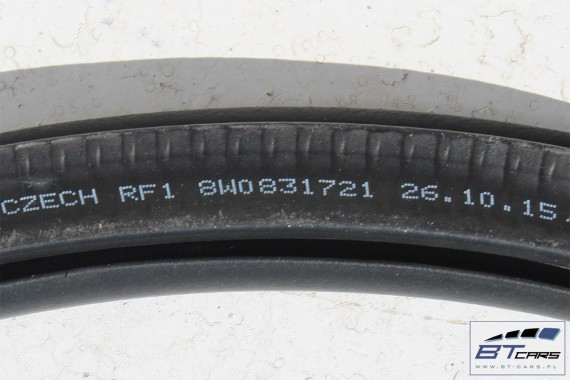 CZECH RF1 8W0831721 26.10.15
BT CARS
WWW.BT-CARS.PL